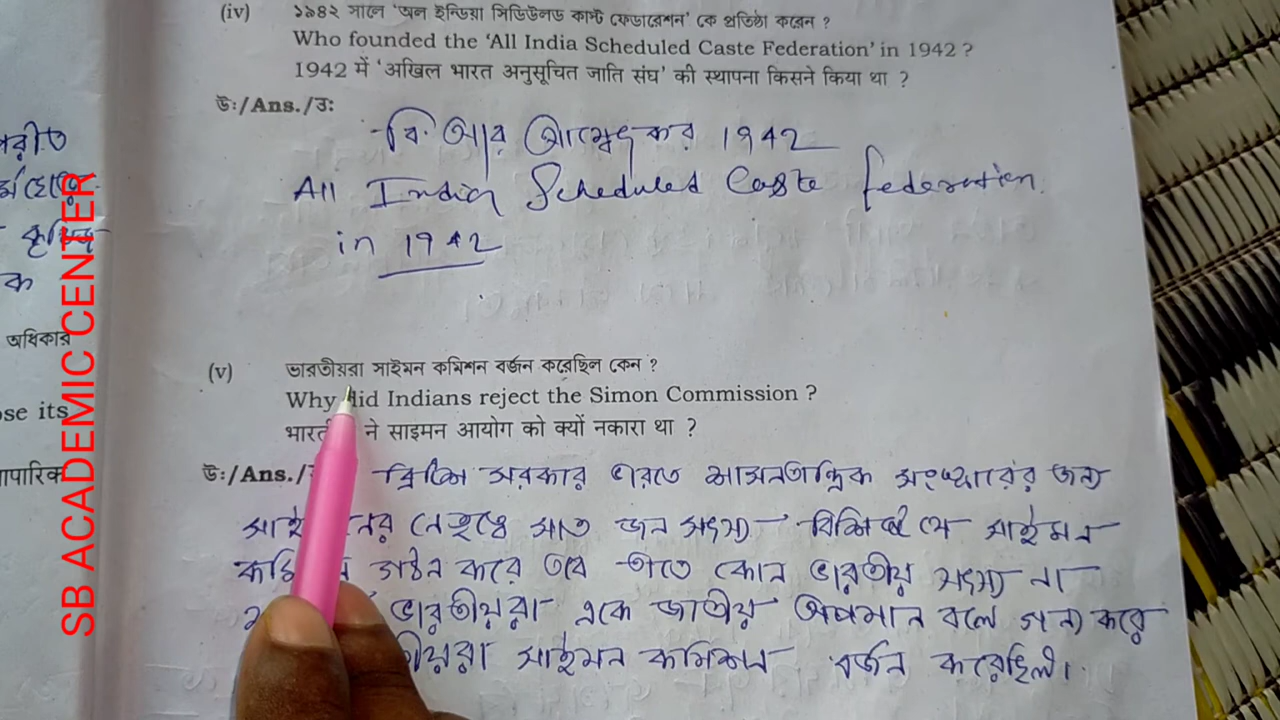 (iv) ১৯৪২ সালে 'অল ইন্ডিয়া সিডিউলড কাস্ট ফেডারেশন' কে প্রতিষ্ঠা করেন ?
Who founded the 'All India Scheduled Caste Federation' in 1942 ?
1942 में 'अखिल भारत अनुसूचित जाति संघ' की स्थापना किसने किया था ?
উঃ/Ans./उ:
বি. আর আম্বেদকর 1942
All India Scheduled Caste federation.
in 1942
(v) ভারতীয়রা সাইমন কমিশন বর্জন করেছিল কেন ?
Why did Indians reject the Simon Commission ?
ने साइमन आयोग को क्यों नकारा था ?
উঃ/Ans./ ব্রিটিশ সরকার ভারতে শাসনতান্ত্রিক সংস্কারের জন্য
নেতৃত্বে সাত জন সদস্য বিশিষ্ট যে সাইমন
গঠন করে তবে তাতে কোন ভারতীয় সদস্য না
ভারতীয়রা একে জাতীয় অপমান বলে গন্য করে
সাইমন কমিশন বর্জন করেছিল।
পরীত
ক
অধিকার
ose its
SB ACADEMIC CENTER